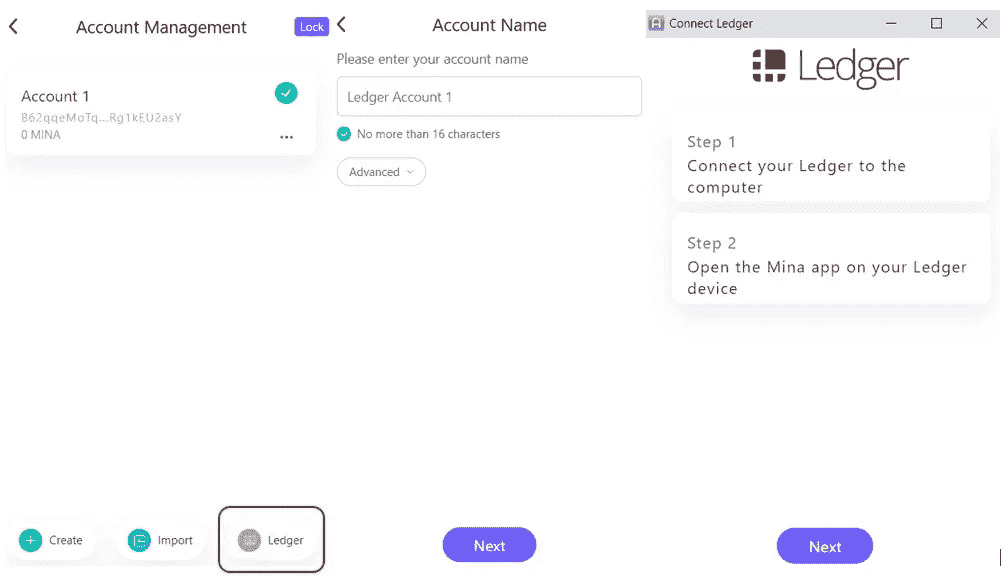 Account Management
Lock
Account 1
B62qqeMoTq...Rg1kEU2asY
0 MINA
Create
Import
Ledger
Account Name
Please enter your account name
Ledger Account 1
No more than 16 characters
Advanced
Next
Connect Ledger
Ledger
Step 1
Connect your Ledger to the
computer
Step 2
Open the Mina app on your Ledger
device
Next